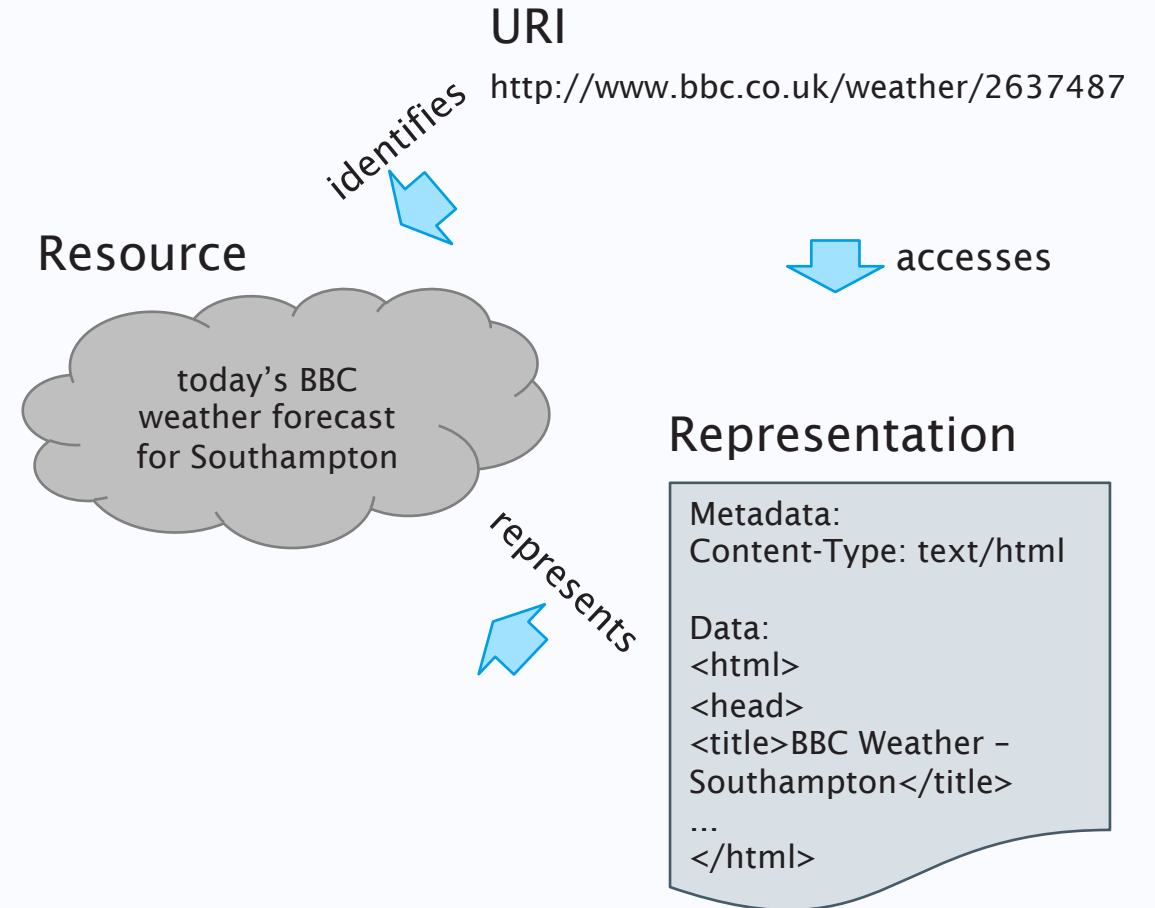 URI
http://www.bbc.co.uk/weather/2637487
identifies
Resource
accesses
today’s BBC
weather forecast
for Southampton
Representation
represents
Metadata:
Content-Type: text/html
Data:
<html>
<head>
<title>BBC Weather –
Southampton</title>
...
</html>